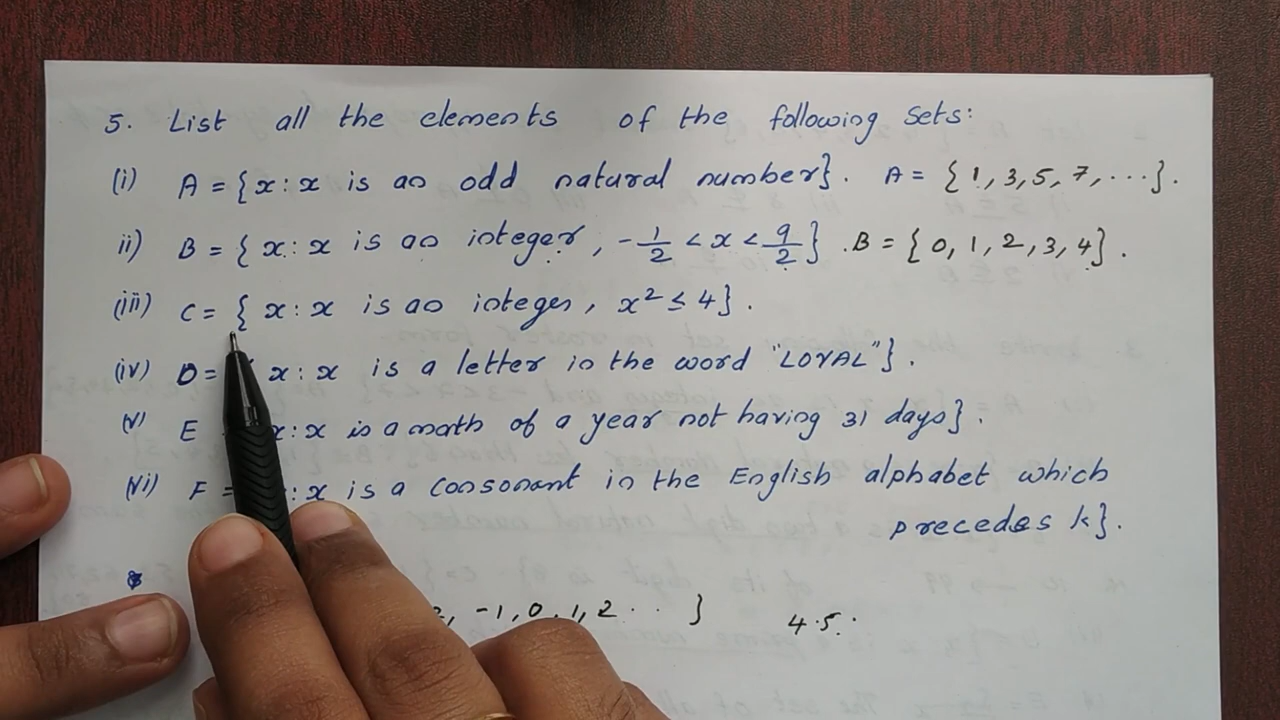 5. List all the elements of the following sets:
(i) A = {x : x is an odd natural number}. A = {1, 3, 5, 7, ...}.
ii) B = {x : x is an integer, -1/2 < x < 9/2}. B = {0, 1, 2, 3, 4}.
(iii) C = {x : x is an integer, x² ≤ 4}.
(iv) D = x : x is a letter in the word "LOYAL"}.
(v) E x : x is a month of a year not having 31 days}.
(vi) F = : x is a consonant in the English alphabet which
precedes k}.
, -1, 0, 1, 2 . . } 4.5.